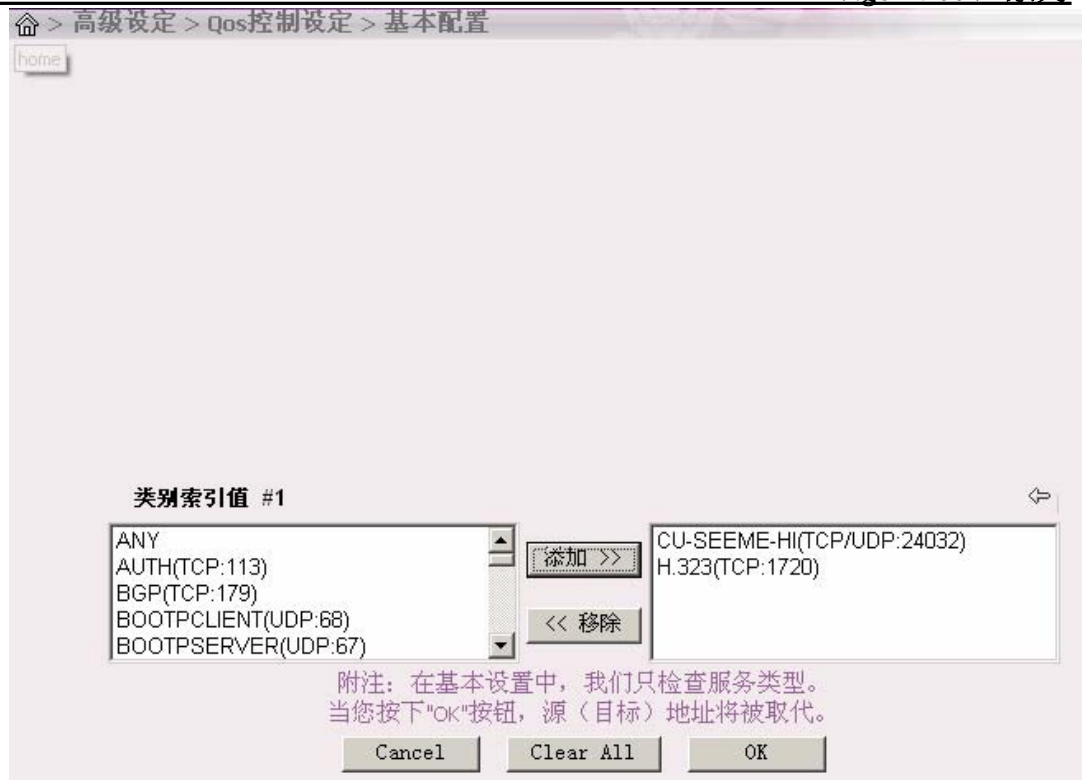 > 高级设定 > Qos控制设定 > 基本配置
home
类别索引值 #1
ANY
AUTH(TCP:113)
BGP(TCP:179)
BOOTPCLIENT(UDP:68)
BOOTPSERVER(UDP:67)
添加 >>
<< 移除
CU-SEEME-HI(TCP/UDP:24032)
H.323(TCP:1720)
附注：在基本设置中，我们只检查服务类型。
当您按下"OK"按钮，源（目标）地址将被取代。
Cancel
Clear All
OK